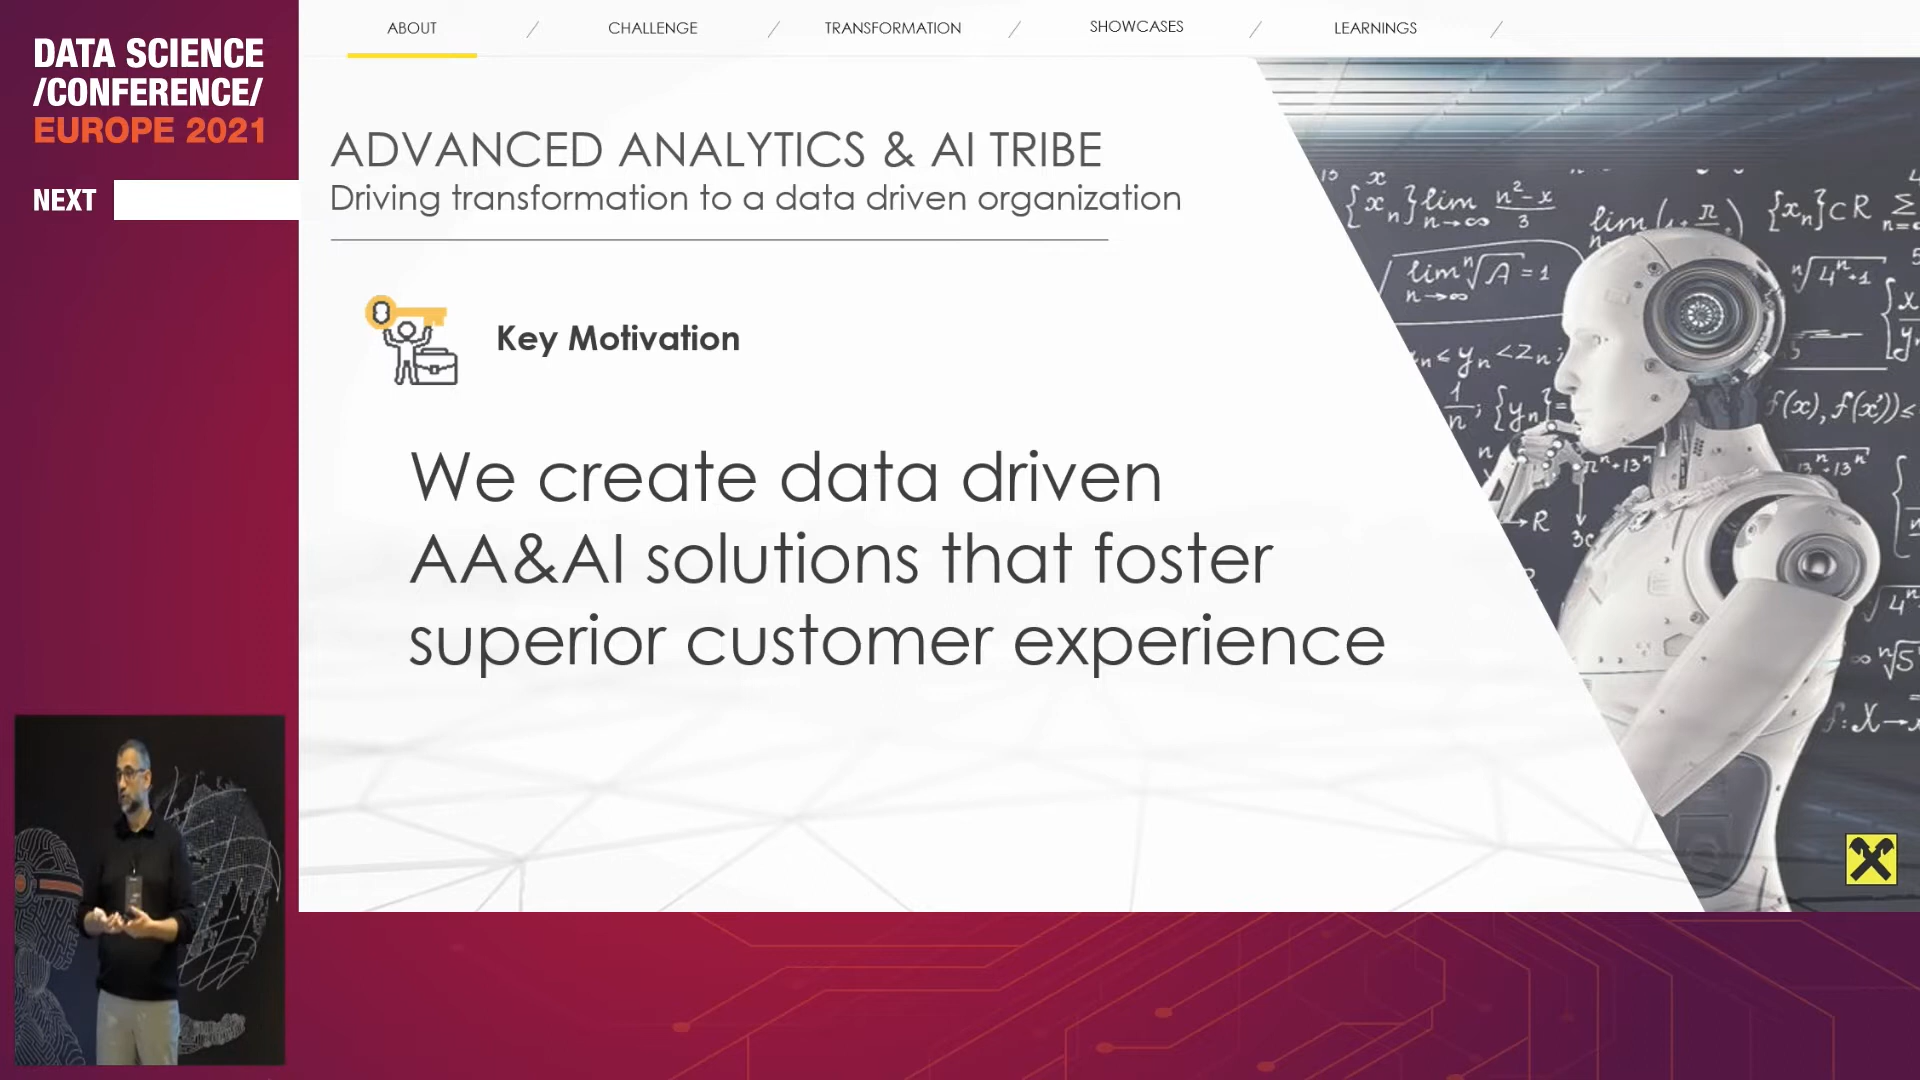 DATA SCIENCE
/CONFERENCE/
EUROPE 2021
NEXT
ABOUT / CHALLENGE / TRANSFORMATION / SHOWCASES / LEARNINGS /
ADVANCED ANALYTICS & AI TRIBE
Driving transformation to a data driven organization
Key Motivation
We create data driven
AA&AI solutions that foster
superior customer experience